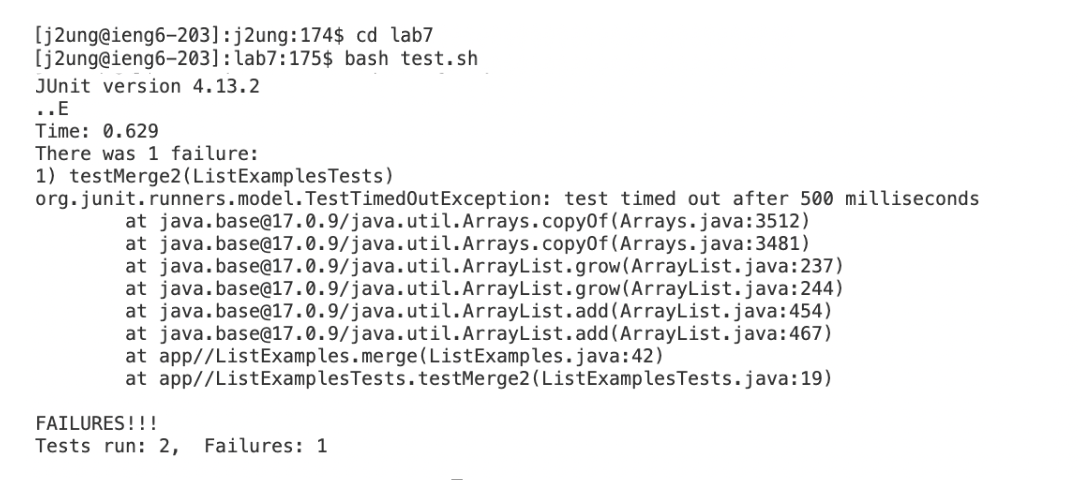 [j2ung@ieng6-203]:j2ung:174$ cd lab7
[j2ung@ieng6-203]:lab7:175$ bash test.sh
JUnit version 4.13.2
..E
Time: 0.629
There was 1 failure:
1) testMerge2(ListExamplesTests)
org.junit.runners.model.TestTimedOutException: test timed out after 500 milliseconds
        at java.base@17.0.9/java.util.Arrays.copyOf(Arrays.java:3512)
        at java.base@17.0.9/java.util.Arrays.copyOf(Arrays.java:3481)
        at java.base@17.0.9/java.util.ArrayList.grow(ArrayList.java:237)
        at java.base@17.0.9/java.util.ArrayList.grow(ArrayList.java:244)
        at java.base@17.0.9/java.util.ArrayList.add(ArrayList.java:454)
        at java.base@17.0.9/java.util.ArrayList.add(ArrayList.java:467)
        at app//ListExamples.merge(ListExamples.java:42)
        at app//ListExamplesTests.testMerge2(ListExamplesTests.java:19)
FAILURES!!!
Tests run: 2,  Failures: 1